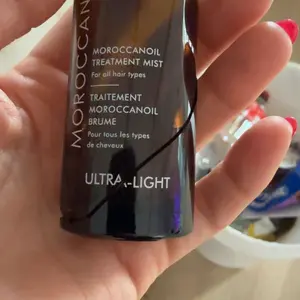 MOROCCAN
MOROCCANOIL
TREATMENT MIST
For all hair types
TRAITEMENT
MOROCCANOIL
BRUME
Pour tous les types
de cheveux
ULTRA-LIGHT